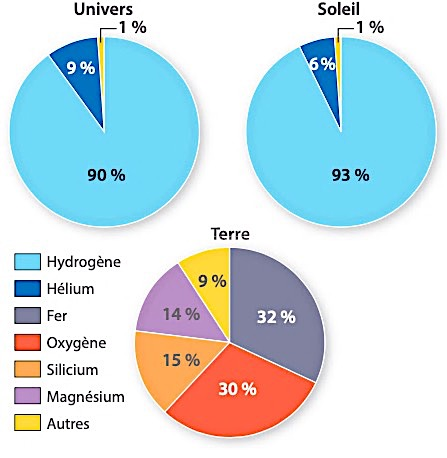 Univers
1 %
9 %
90 %
Soleil
1 %
6 %
93 %
Terre
9 %
32 %
14 %
15 %
30 %
Hydrogène
Hélium
Fer
Oxygène
Silicium
Magnésium
Autres